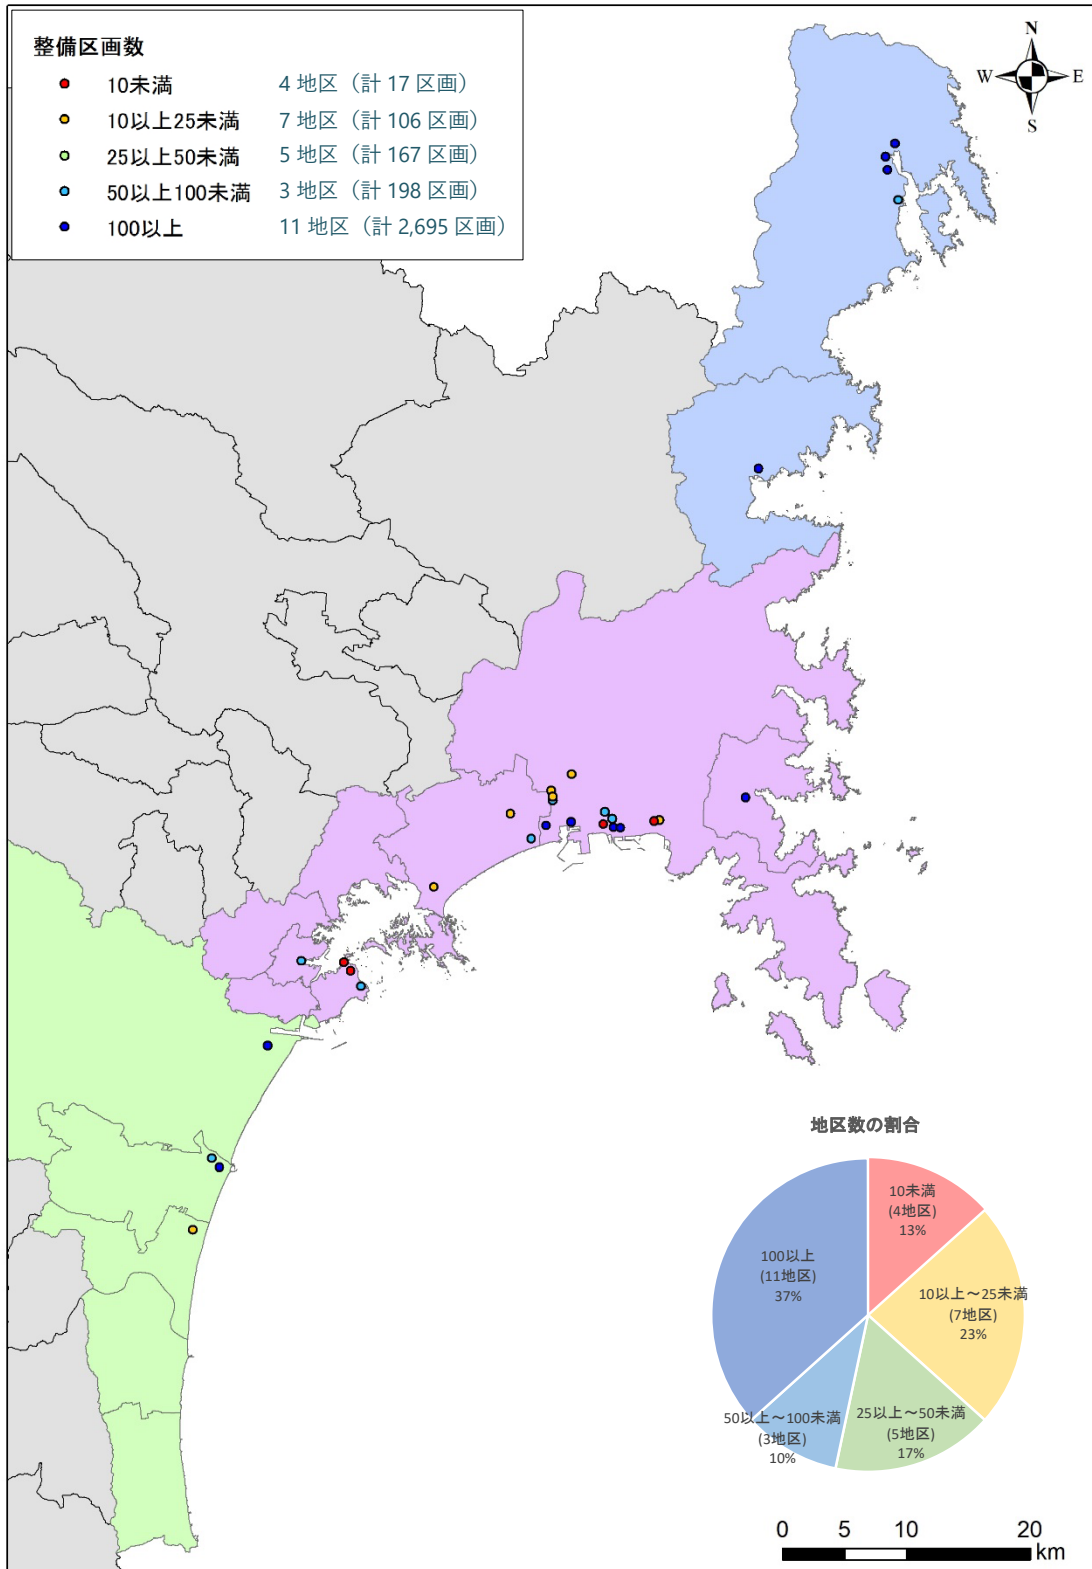 整備区画数
10未満 4 地区（計 17 区画）
10以上25未満 7 地区（計 106 区画）
25以上50未満 5 地区（計 167 区画）
50以上100未満 3 地区（計 198 区画）
100以上 11 地区（計 2,695 区画）
N
W E
S
地区数の割合
10未満
(4地区)
13%
10以上～25未満
(7地区)
23%
25以上～50未満
(5地区)
17%
50以上～100未満
(3地区)
10%
100以上
(11地区)
37%
0 5 10 20
km